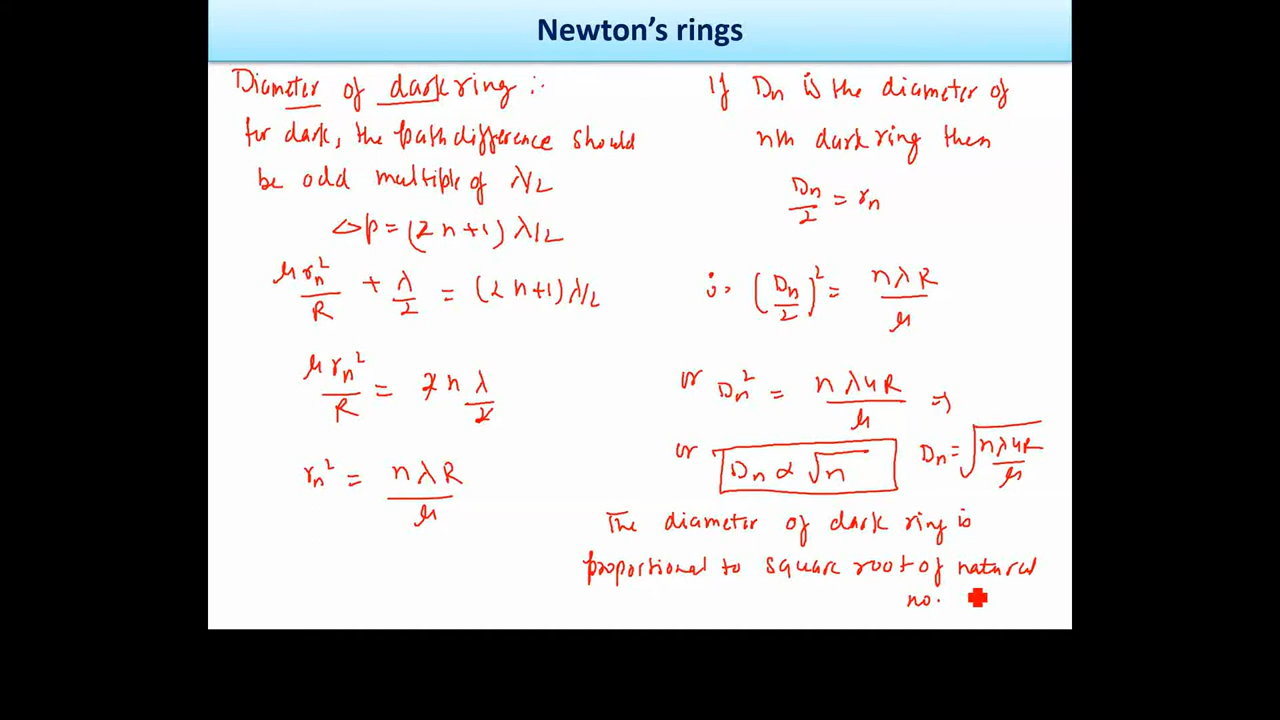 Newton's rings
Diameter of dark ring :-
for dark, the path difference should
be odd multiple of λ/2
△p = (2n+1) λ/2
μrn²/R + λ/2 = (2n+1) λ/2
μrn²/R = 2n λ/2
rn² = nλR/μ
If Dn is the diameter of
nth dark ring then
Dn/2 = rn
∴ (Dn/2)² = nλR/μ
or Dn² = nλ4R/μ ⇒
Dn = √(nλ4R/μ)
or Dn ∝ √n
The diameter of dark ring is
proportional to square root of natural
no.